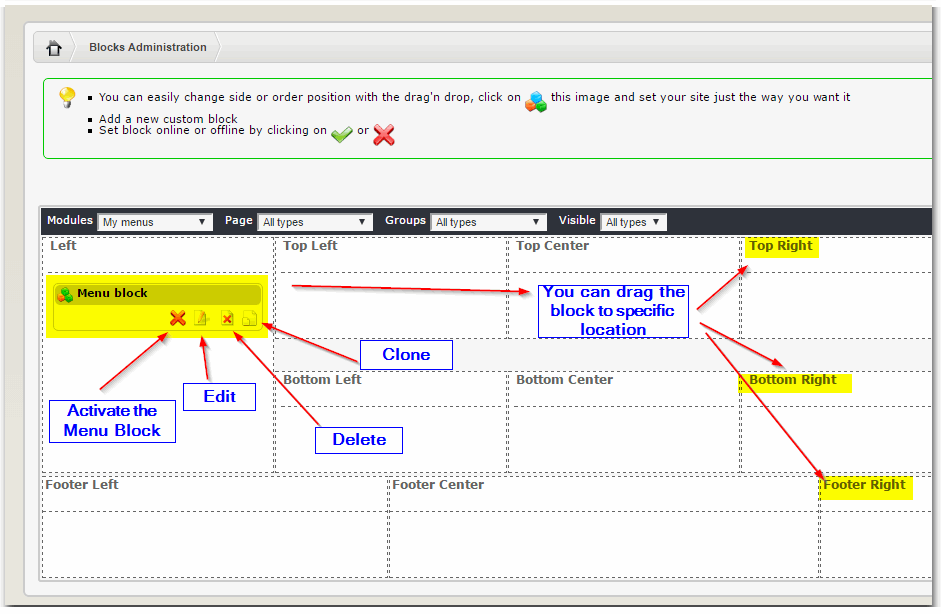 Blocks Administration
You can easily change side or order position with the drag'n drop, click on this image and set your site just the way you want it
Add a new custom block
Set block online or offline by clicking on or
Modules My menus Page All types Groups All types Visible All types
Left Top Left Top Center Top Right
Menu block
You can drag the
block to specific
location
Clone
Activate the
Menu Block
Edit
Delete
Bottom Left Bottom Center Bottom Right
Footer Left Footer Center Footer Right